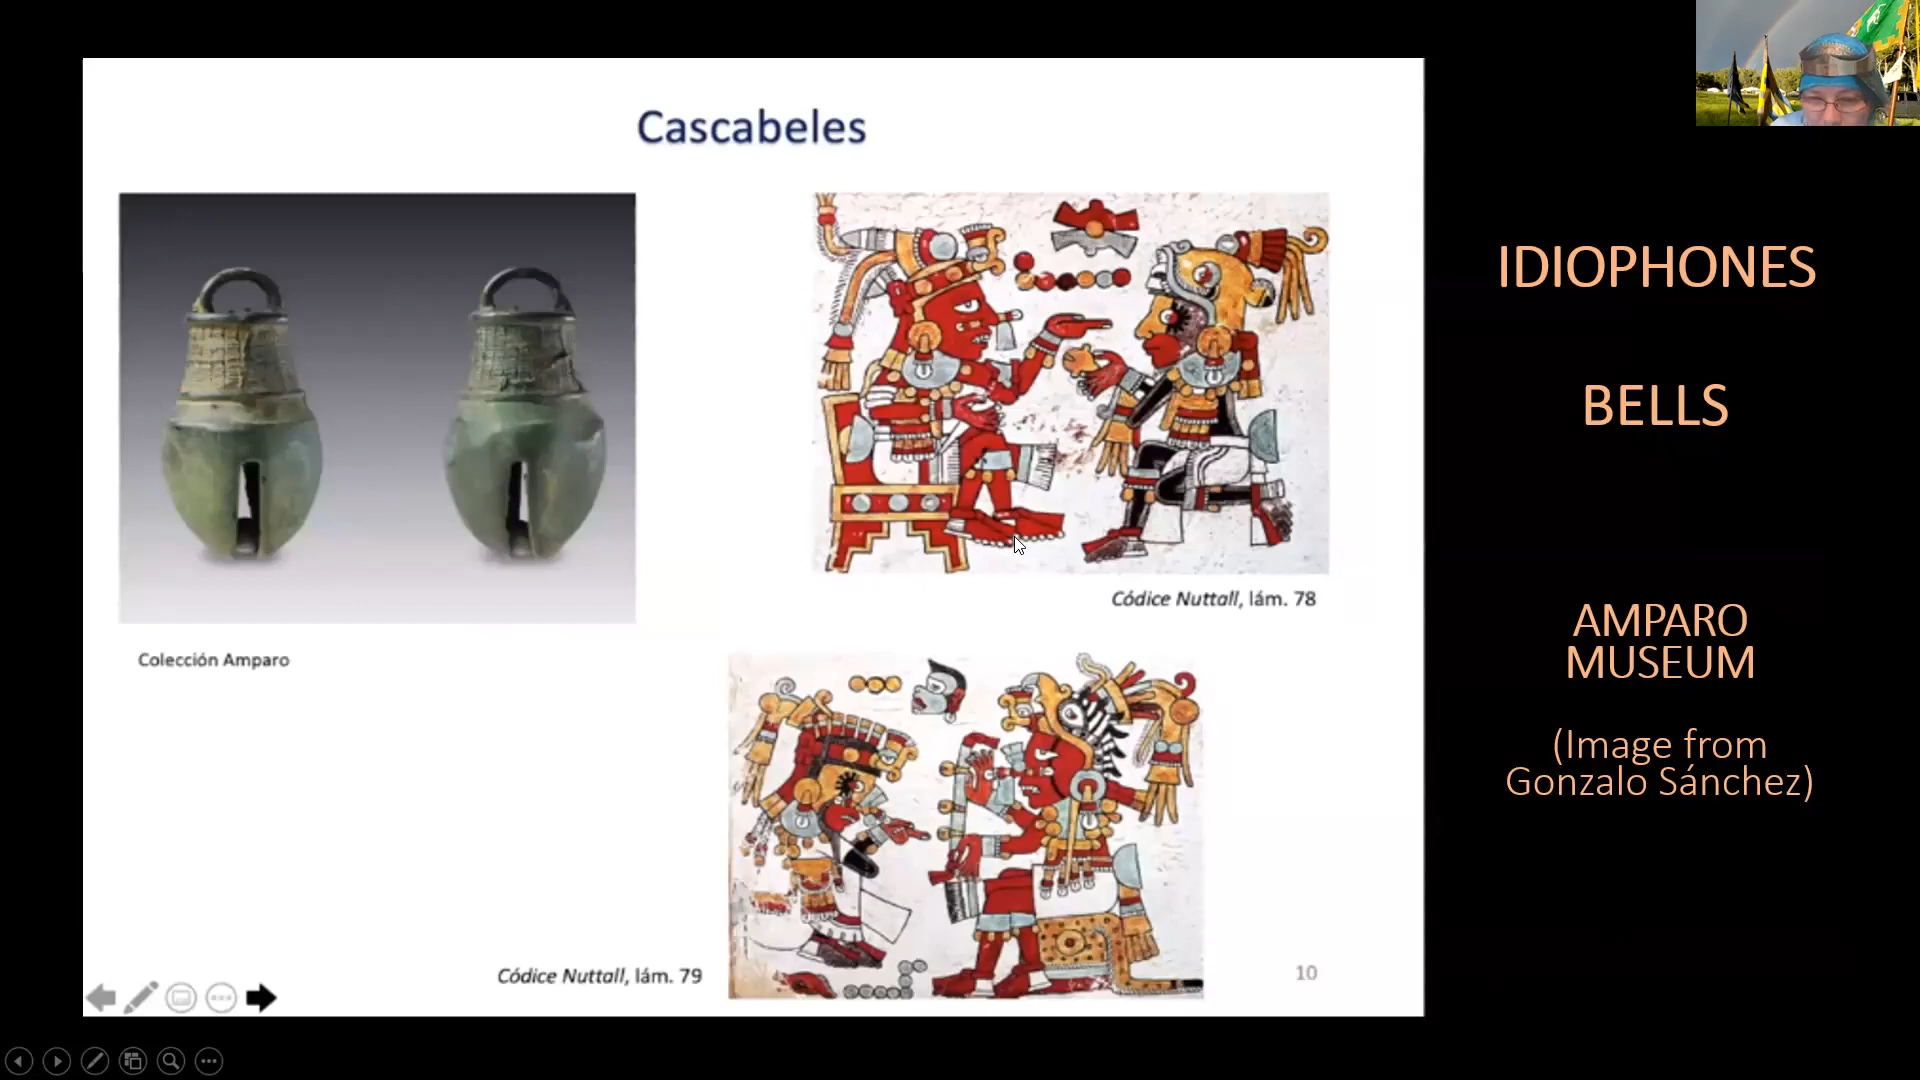 Cascabeles
Códice Nuttall, lám. 78
Colección Amparo
Códice Nuttall, lám. 79
10
IDIOPHONES
BELLS
AMPARO
MUSEUM
(Image from
Gonzalo Sánchez)